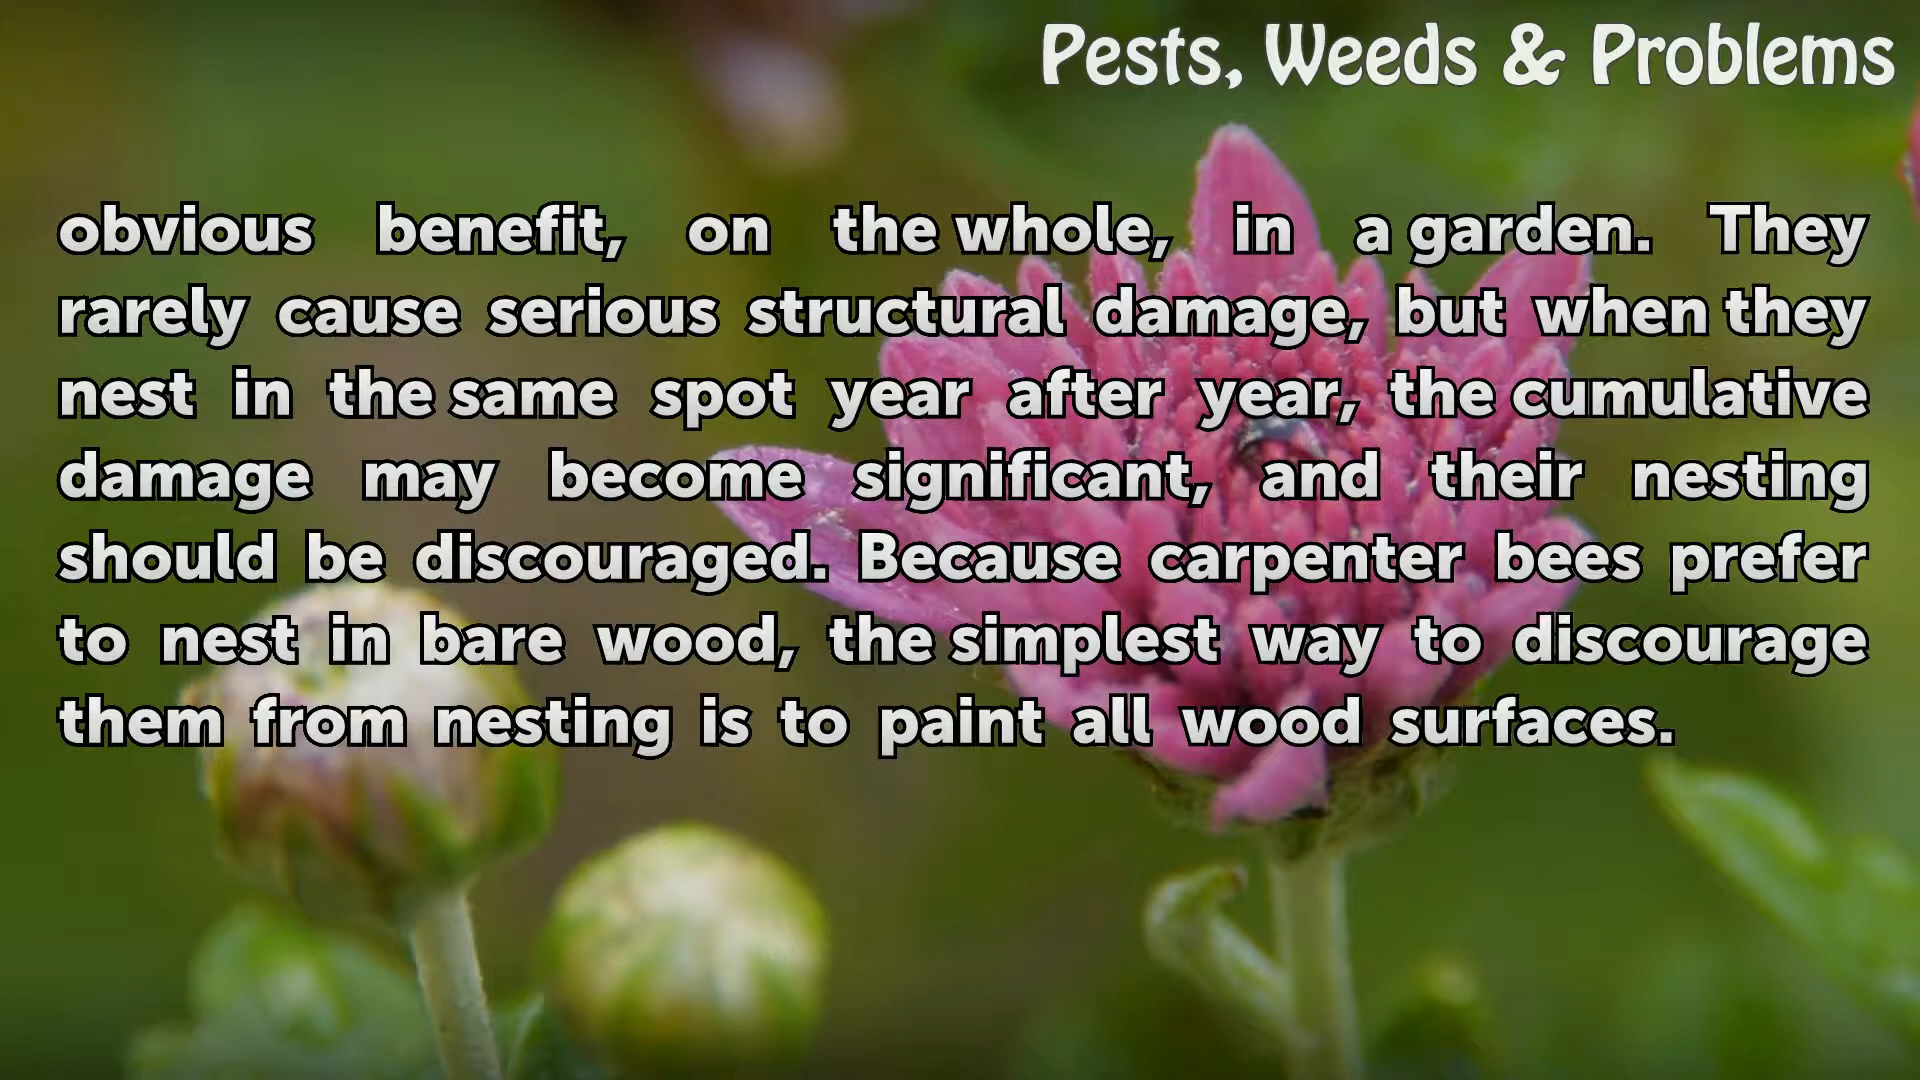 Pests, Weeds & Problems
obvious benefit, on the whole, in a garden. They
rarely cause serious structural damage, but when they
nest in the same spot year after year, the cumulative
damage may become significant, and their nesting
should be discouraged. Because carpenter bees prefer
to nest in bare wood, the simplest way to discourage
them from nesting is to paint all wood surfaces.